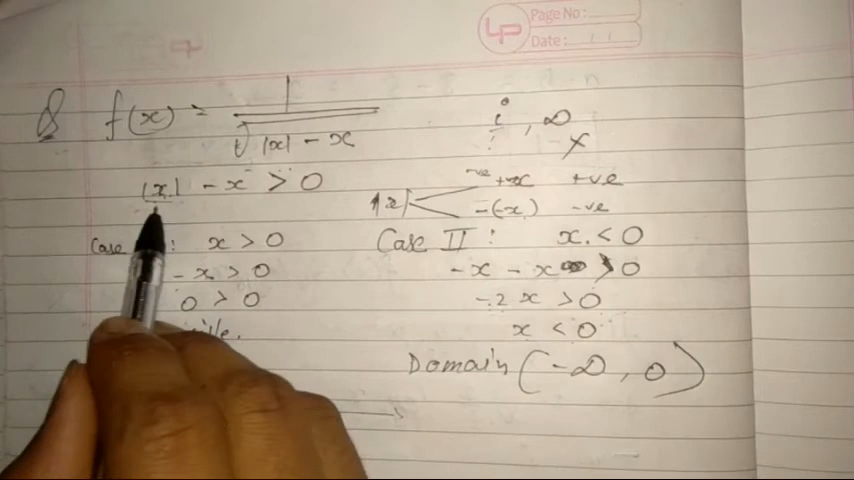 LP Page No:
Date:
Q f(x) = 1 / √|x| - x
i, ∞
|x| - x > 0
|x| +x +ve
-(-x) -ve
Case : x > 0
- x > 0
0 > 0
Case II : x < 0
-x - x > 0
-2x > 0
x < 0
Domain (-∞, 0)